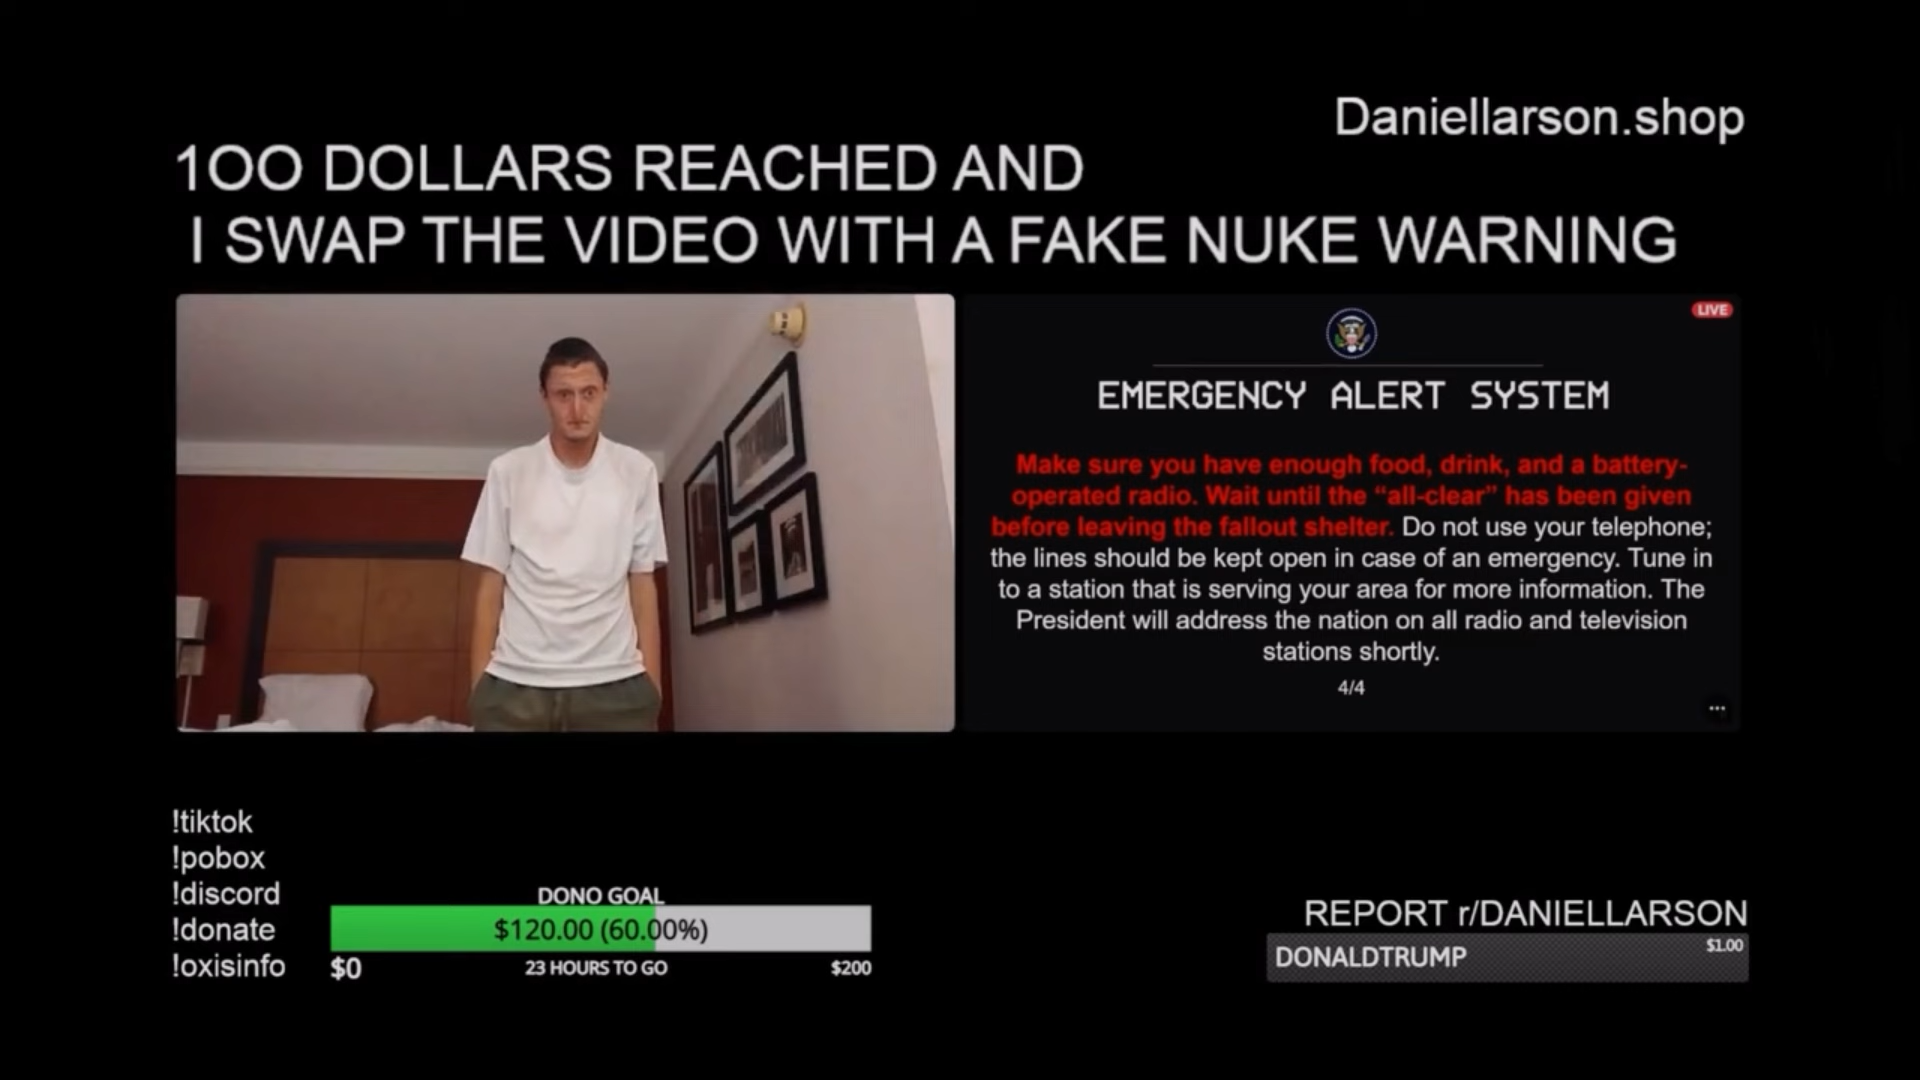 Daniellarson.shop
1OO DOLLARS REACHED AND
I SWAP THE VIDEO WITH A FAKE NUKE WARNING
LIVE
EMERGENCY ALERT SYSTEM
Make sure you have enough food, drink, and a battery-
operated radio. Wait until the “all-clear” has been given
before leaving the fallout shelter. Do not use your telephone;
the lines should be kept open in case of an emergency. Tune in
to a station that is serving your area for more information. The
President will address the nation on all radio and television
stations shortly.
4/4
!tiktok
!pobox
!discord
!donate
!oxisinfo
DONO GOAL
$120.00 (60.00%)
$0
23 HOURS TO GO
$200
REPORT r/DANIELLARSON
DONALDTRUMP
$1.00